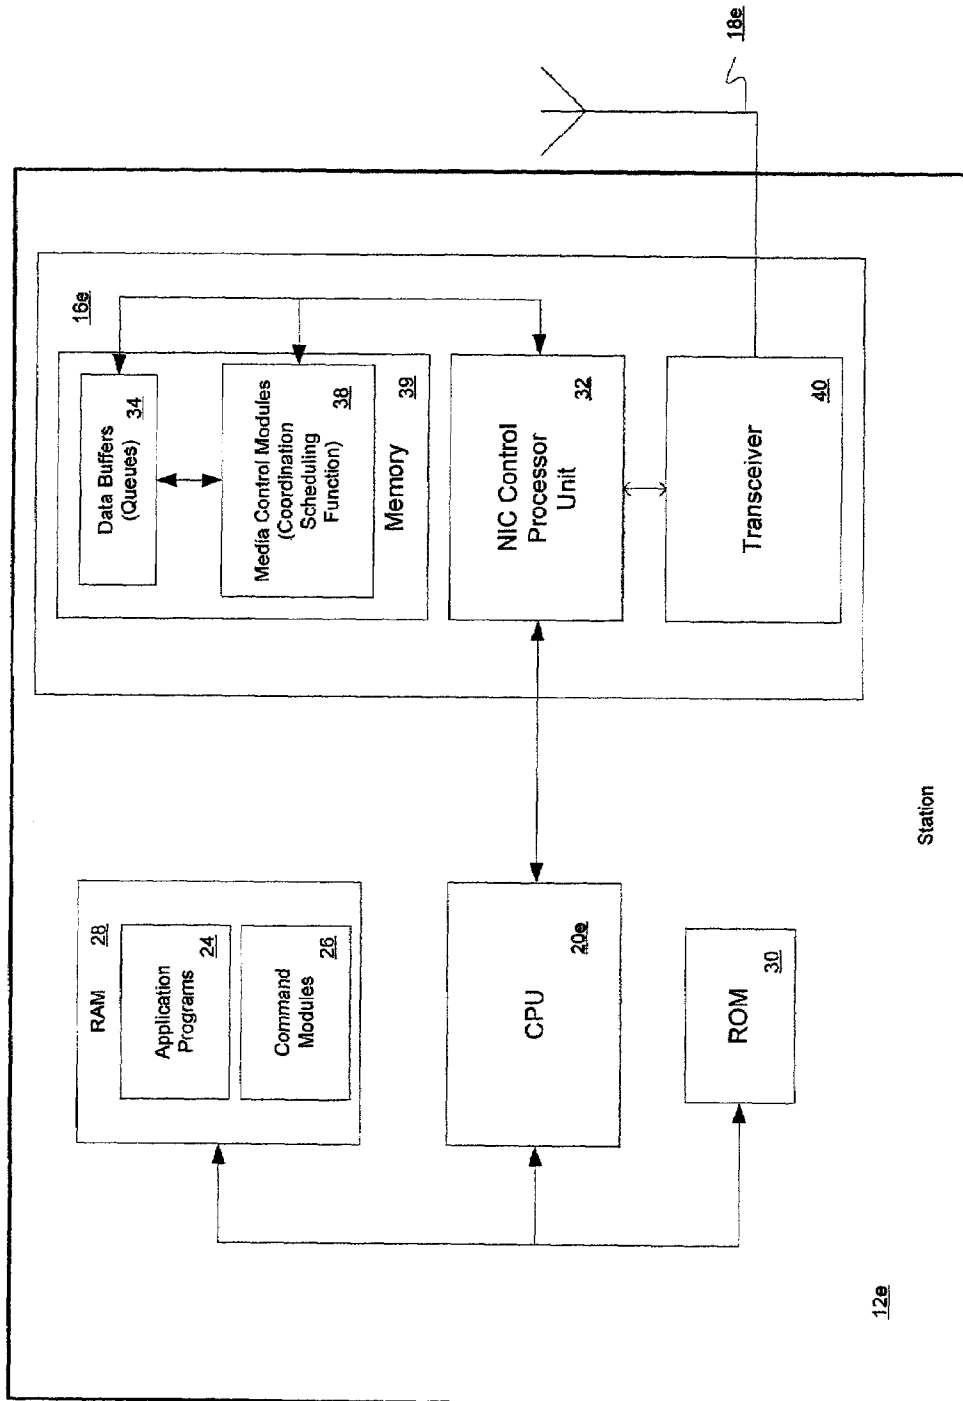 RAM
28
Application
Programs
24
Command
Modules
26
CPU
20e
ROM
30
12e
Station
16e
Data Buffers
(Queues)
34
Media Control Modules
(Coordination
Scheduling
Function)
38
Memory
39
NIC Control
Processor
Unit
32
Transceiver
40
18e